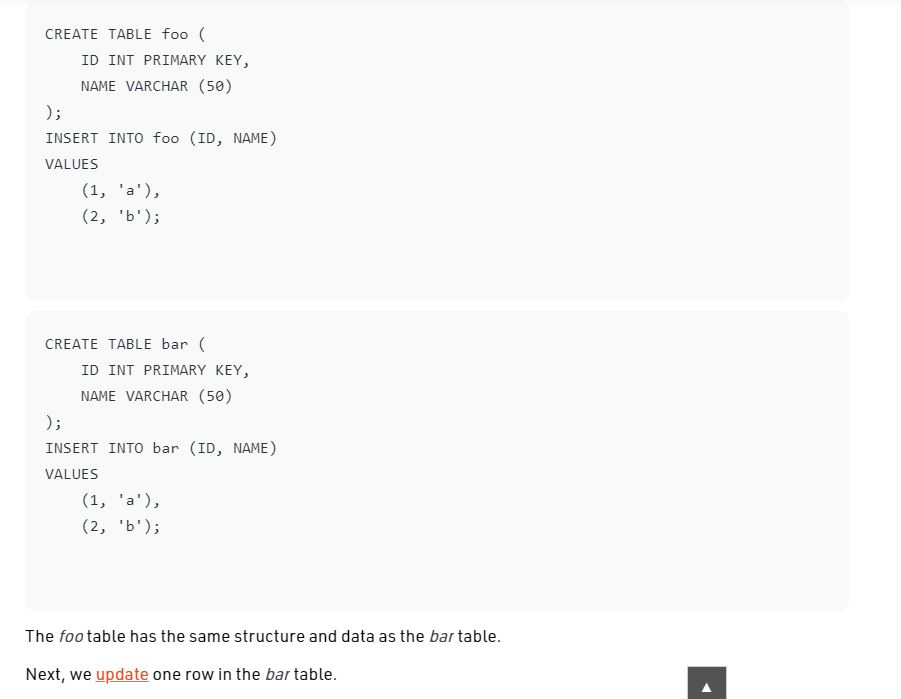 CREATE TABLE foo (
    ID INT PRIMARY KEY,
    NAME VARCHAR (50)
);
INSERT INTO foo (ID, NAME)
VALUES
    (1, 'a'),
    (2, 'b');
CREATE TABLE bar (
    ID INT PRIMARY KEY,
    NAME VARCHAR (50)
);
INSERT INTO bar (ID, NAME)
VALUES
    (1, 'a'),
    (2, 'b');
The foo table has the same structure and data as the bar table.
Next, we update one row in the bar table.